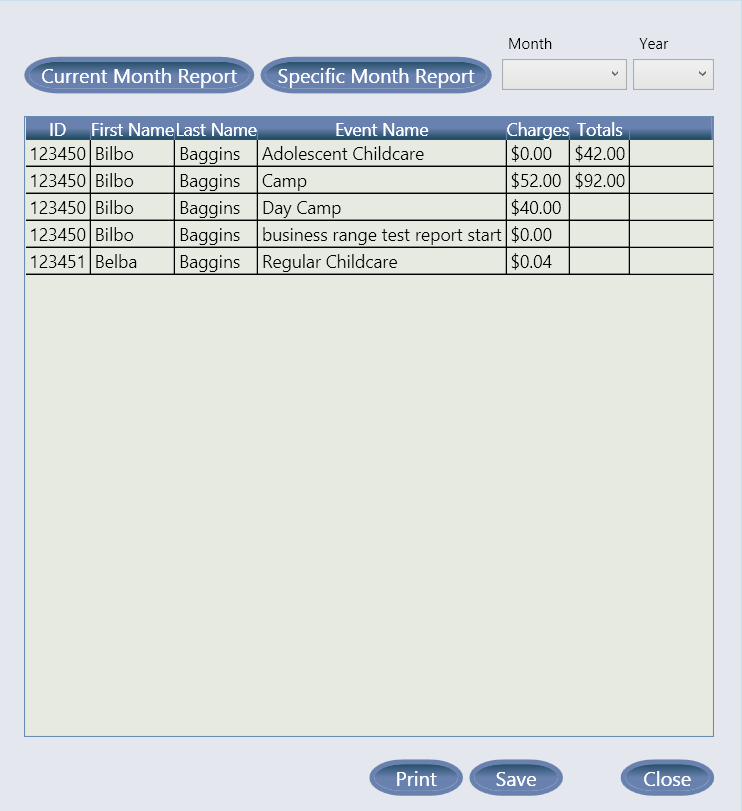 Month Year
Current Month Report Specific Month Report
ID First Name Last Name Event Name Charges Totals
123450 Bilbo Baggins Adolescent Childcare $0.00 $42.00
123450 Bilbo Baggins Camp $52.00 $92.00
123450 Bilbo Baggins Day Camp $40.00
123450 Bilbo Baggins business range test report start $0.00
123451 Belba Baggins Regular Childcare $0.04
Print Save Close